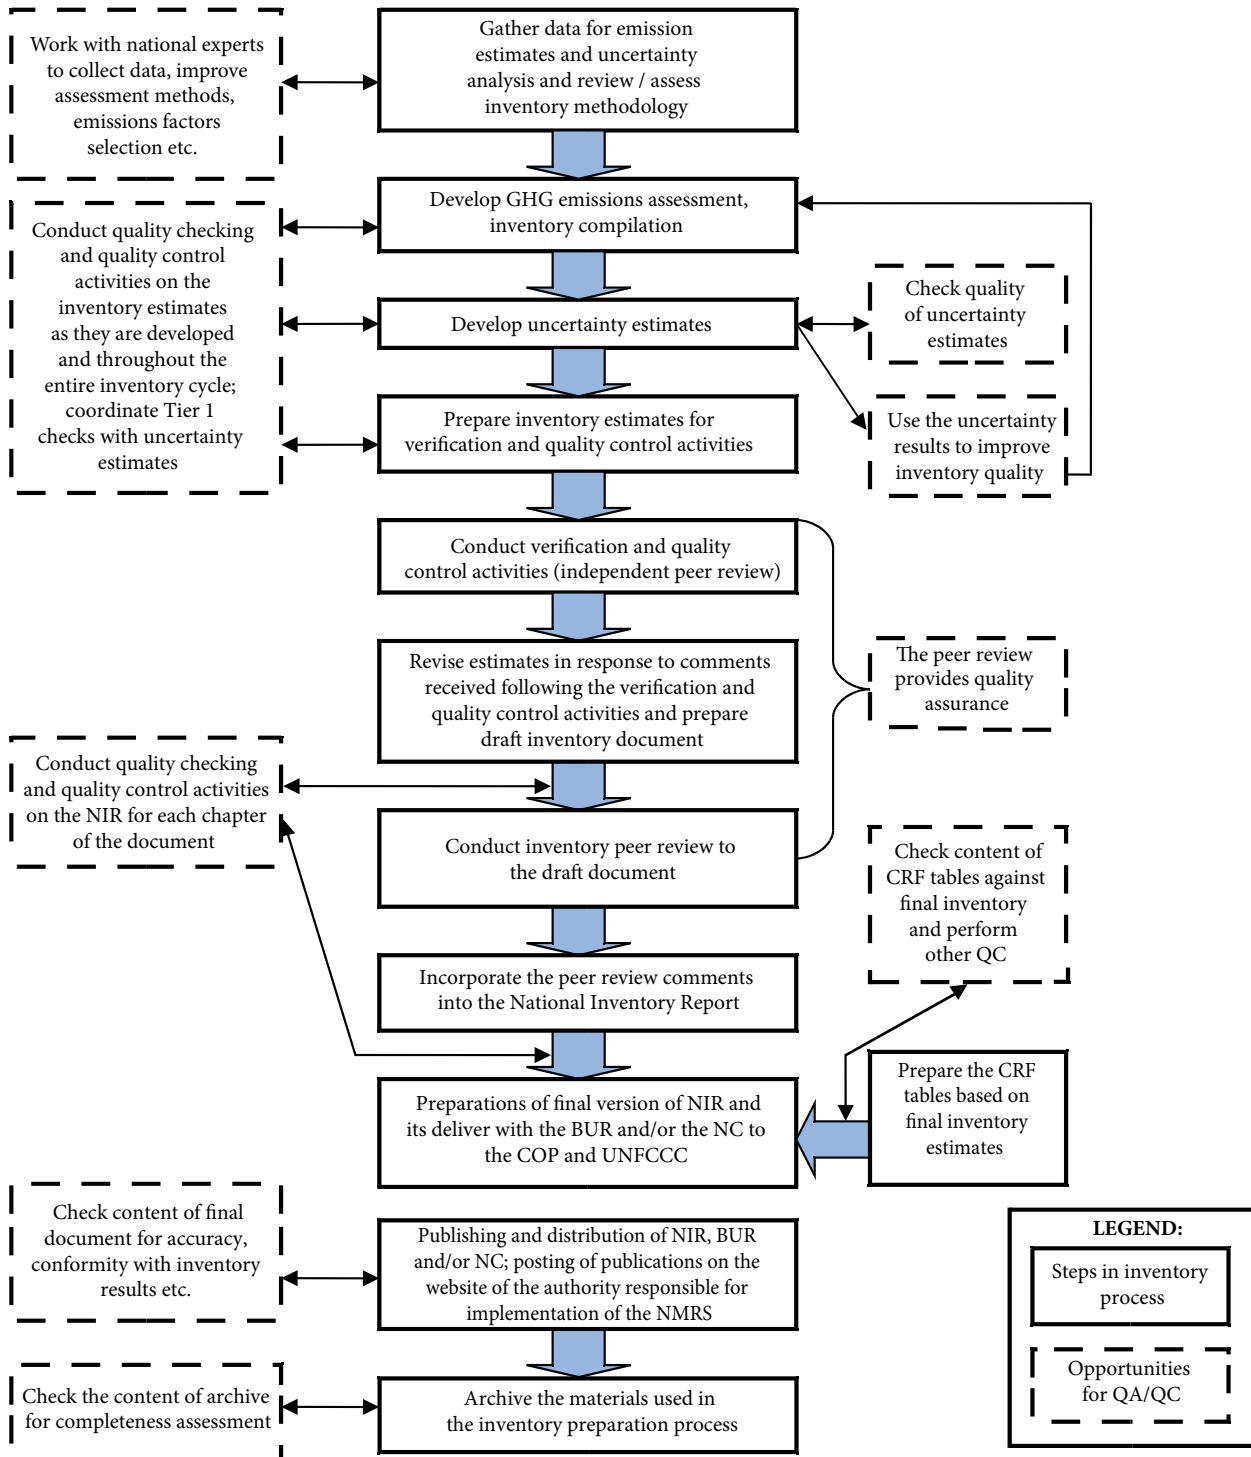 Work with national experts
to collect data, improve
assessment methods,
emissions factors
selection etc.
Gather data for emission
estimates and uncertainty
analysis and review / assess
inventory methodology
Conduct quality checking
and quality control
activities on the
inventory estimates
as they are developed
and throughout the
entire inventory cycle;
coordinate Tier 1
checks with uncertainty
estimates
Develop GHG emissions assessment,
inventory compilation
Develop uncertainty estimates
Check quality
of uncertainty
estimates
Prepare inventory estimates for
verification and quality control activities
Use the uncertainty
results to improve
inventory quality
Conduct verification and quality
control activities (independent peer review)
Revise estimates in response to comments
received following the verification and
quality control activities and prepare
draft inventory document
The peer review
provides quality
assurance
Conduct quality checking
and quality control activities
on the NIR for each chapter
of the document
Conduct inventory peer review to
the draft document
Check content of
CRF tables against
final inventory
and perform
other QC
Incorporate the peer review comments
into the National Inventory Report
Preparations of final version of NIR and
its deliver with the BUR and/or the NC to
the COP and UNFCCC
Prepare the CRF
tables based on
final inventory
estimates
Check content of final
document for accuracy,
conformity with inventory
results etc.
Publishing and distribution of NIR, BUR
and/or NC; posting of publications on the
website of the authority responsible for
implementation of the NMRS
Check the content of archive
for completeness assessment
Archive the materials used in
the inventory preparation process
LEGEND:
Steps in inventory
process
Opportunities
for QA/QC